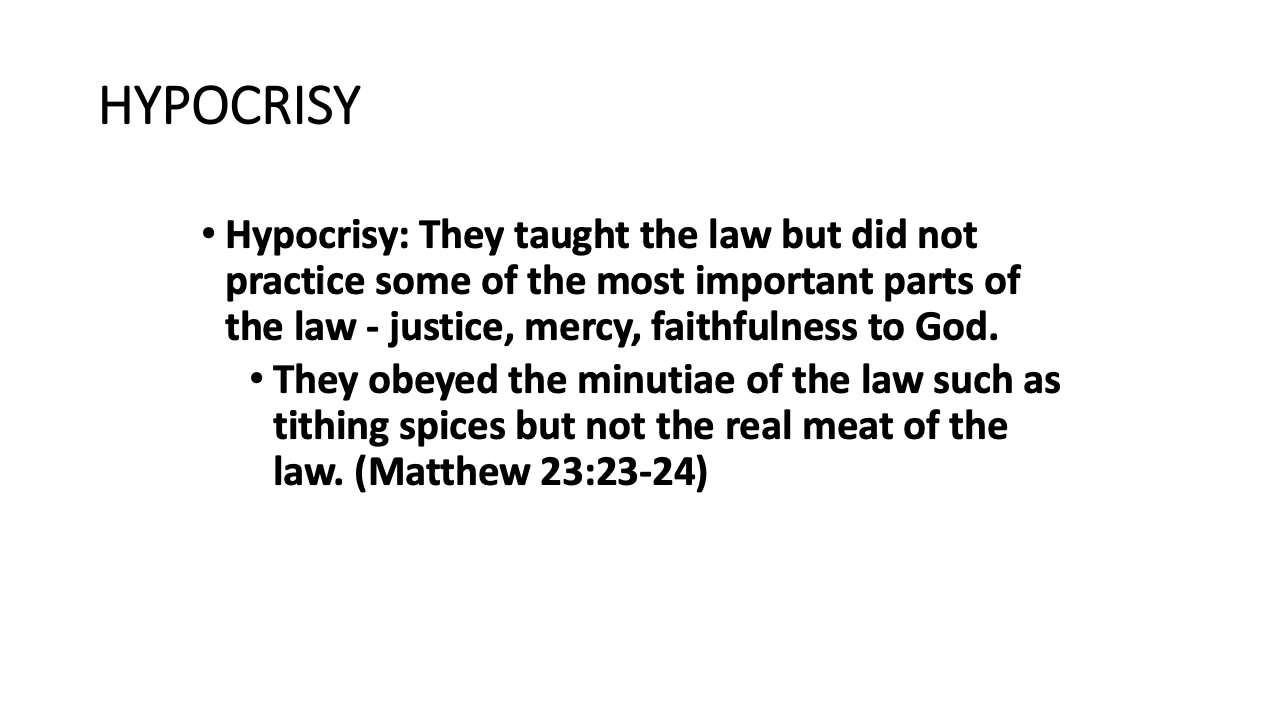 HYPOCRISY
• Hypocrisy: They taught the law but did not
practice some of the most important parts of
the law - justice, mercy, faithfulness to God.
• They obeyed the minutiae of the law such as
tithing spices but not the real meat of the
law. (Matthew 23:23-24)